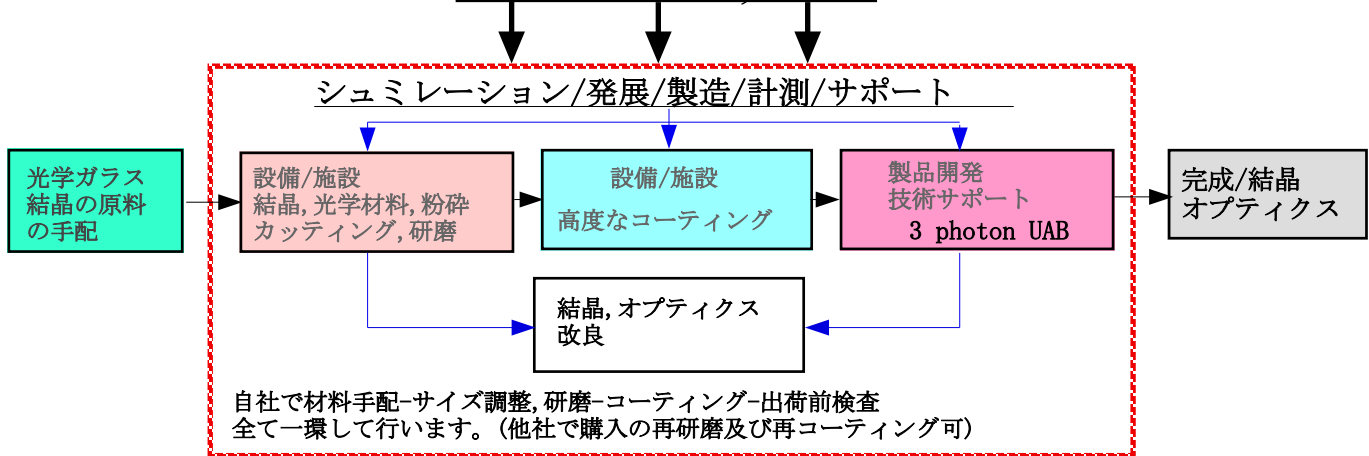 シュミレーション/発展/製造/計測/サポート
光学ガラス
結晶の原料
の手配
設備/施設
結晶,光学材料,粉砕
カッティング,研磨
設備/施設
高度なコーティング
製品開発
技術サポート
3 photon UAB
完成/結晶
オプティクス
結晶,オプティクス
改良
自社で材料手配-サイズ調整,研磨-コーティング-出荷前検査
全て一環して行います。(他社で購入の再研磨及び再コーティング可)